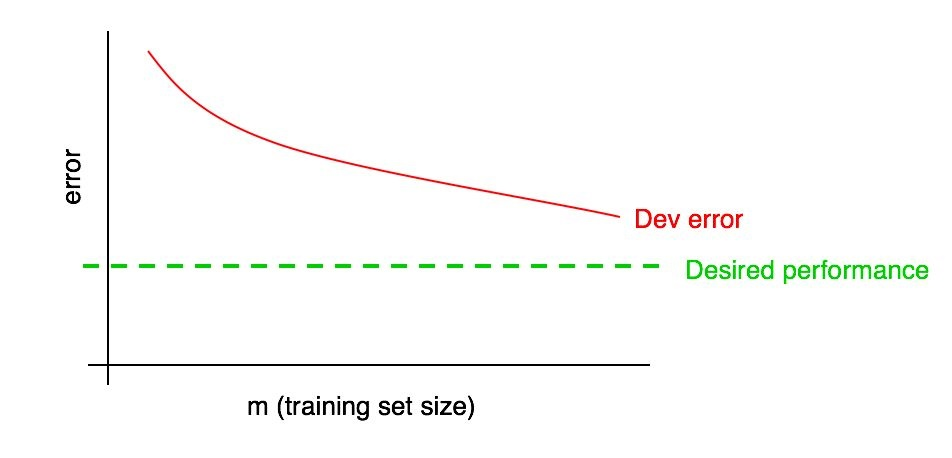 error
Dev error
Desired performance
m (training set size)